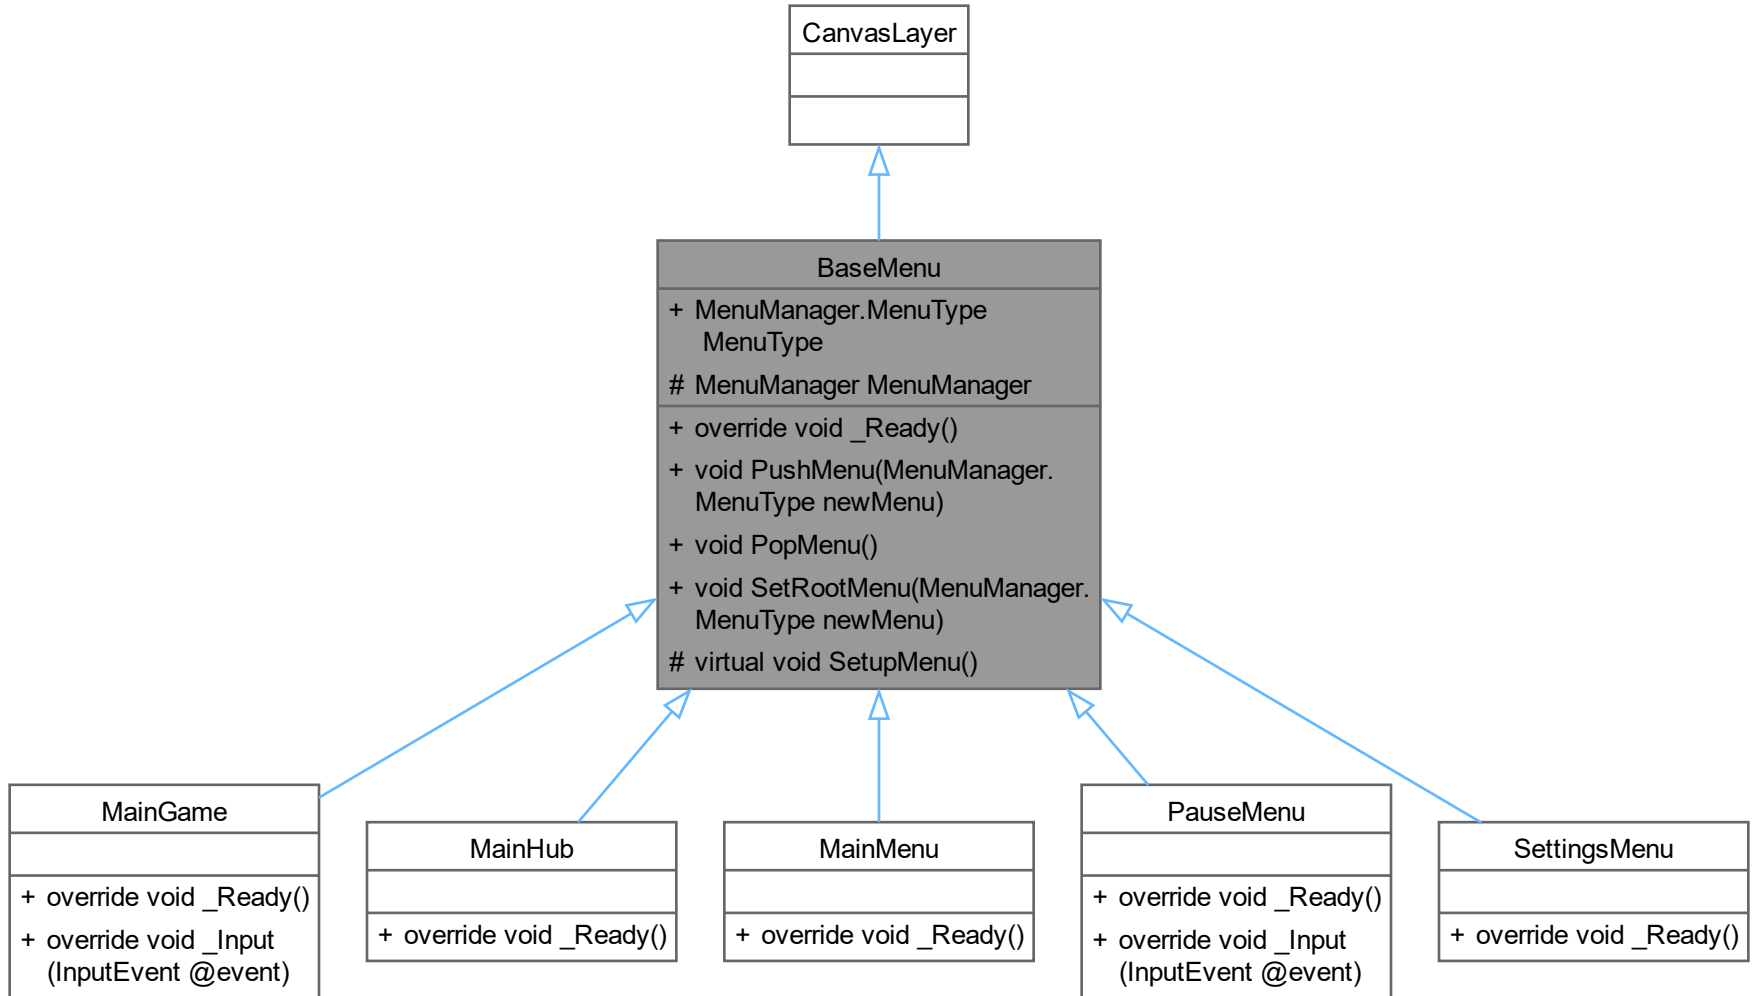 CanvasLayer
BaseMenu
+ MenuManager.MenuType
MenuType
# MenuManager MenuManager
+ override void _Ready()
+ void PushMenu(MenuManager.
MenuType newMenu)
+ void PopMenu()
+ void SetRootMenu(MenuManager.
MenuType newMenu)
# virtual void SetupMenu()
MainGame
+ override void _Ready()
+ override void _Input
(InputEvent @event)
MainHub
+ override void _Ready()
MainMenu
+ override void _Ready()
PauseMenu
+ override void _Ready()
+ override void _Input
(InputEvent @event)
SettingsMenu
+ override void _Ready()